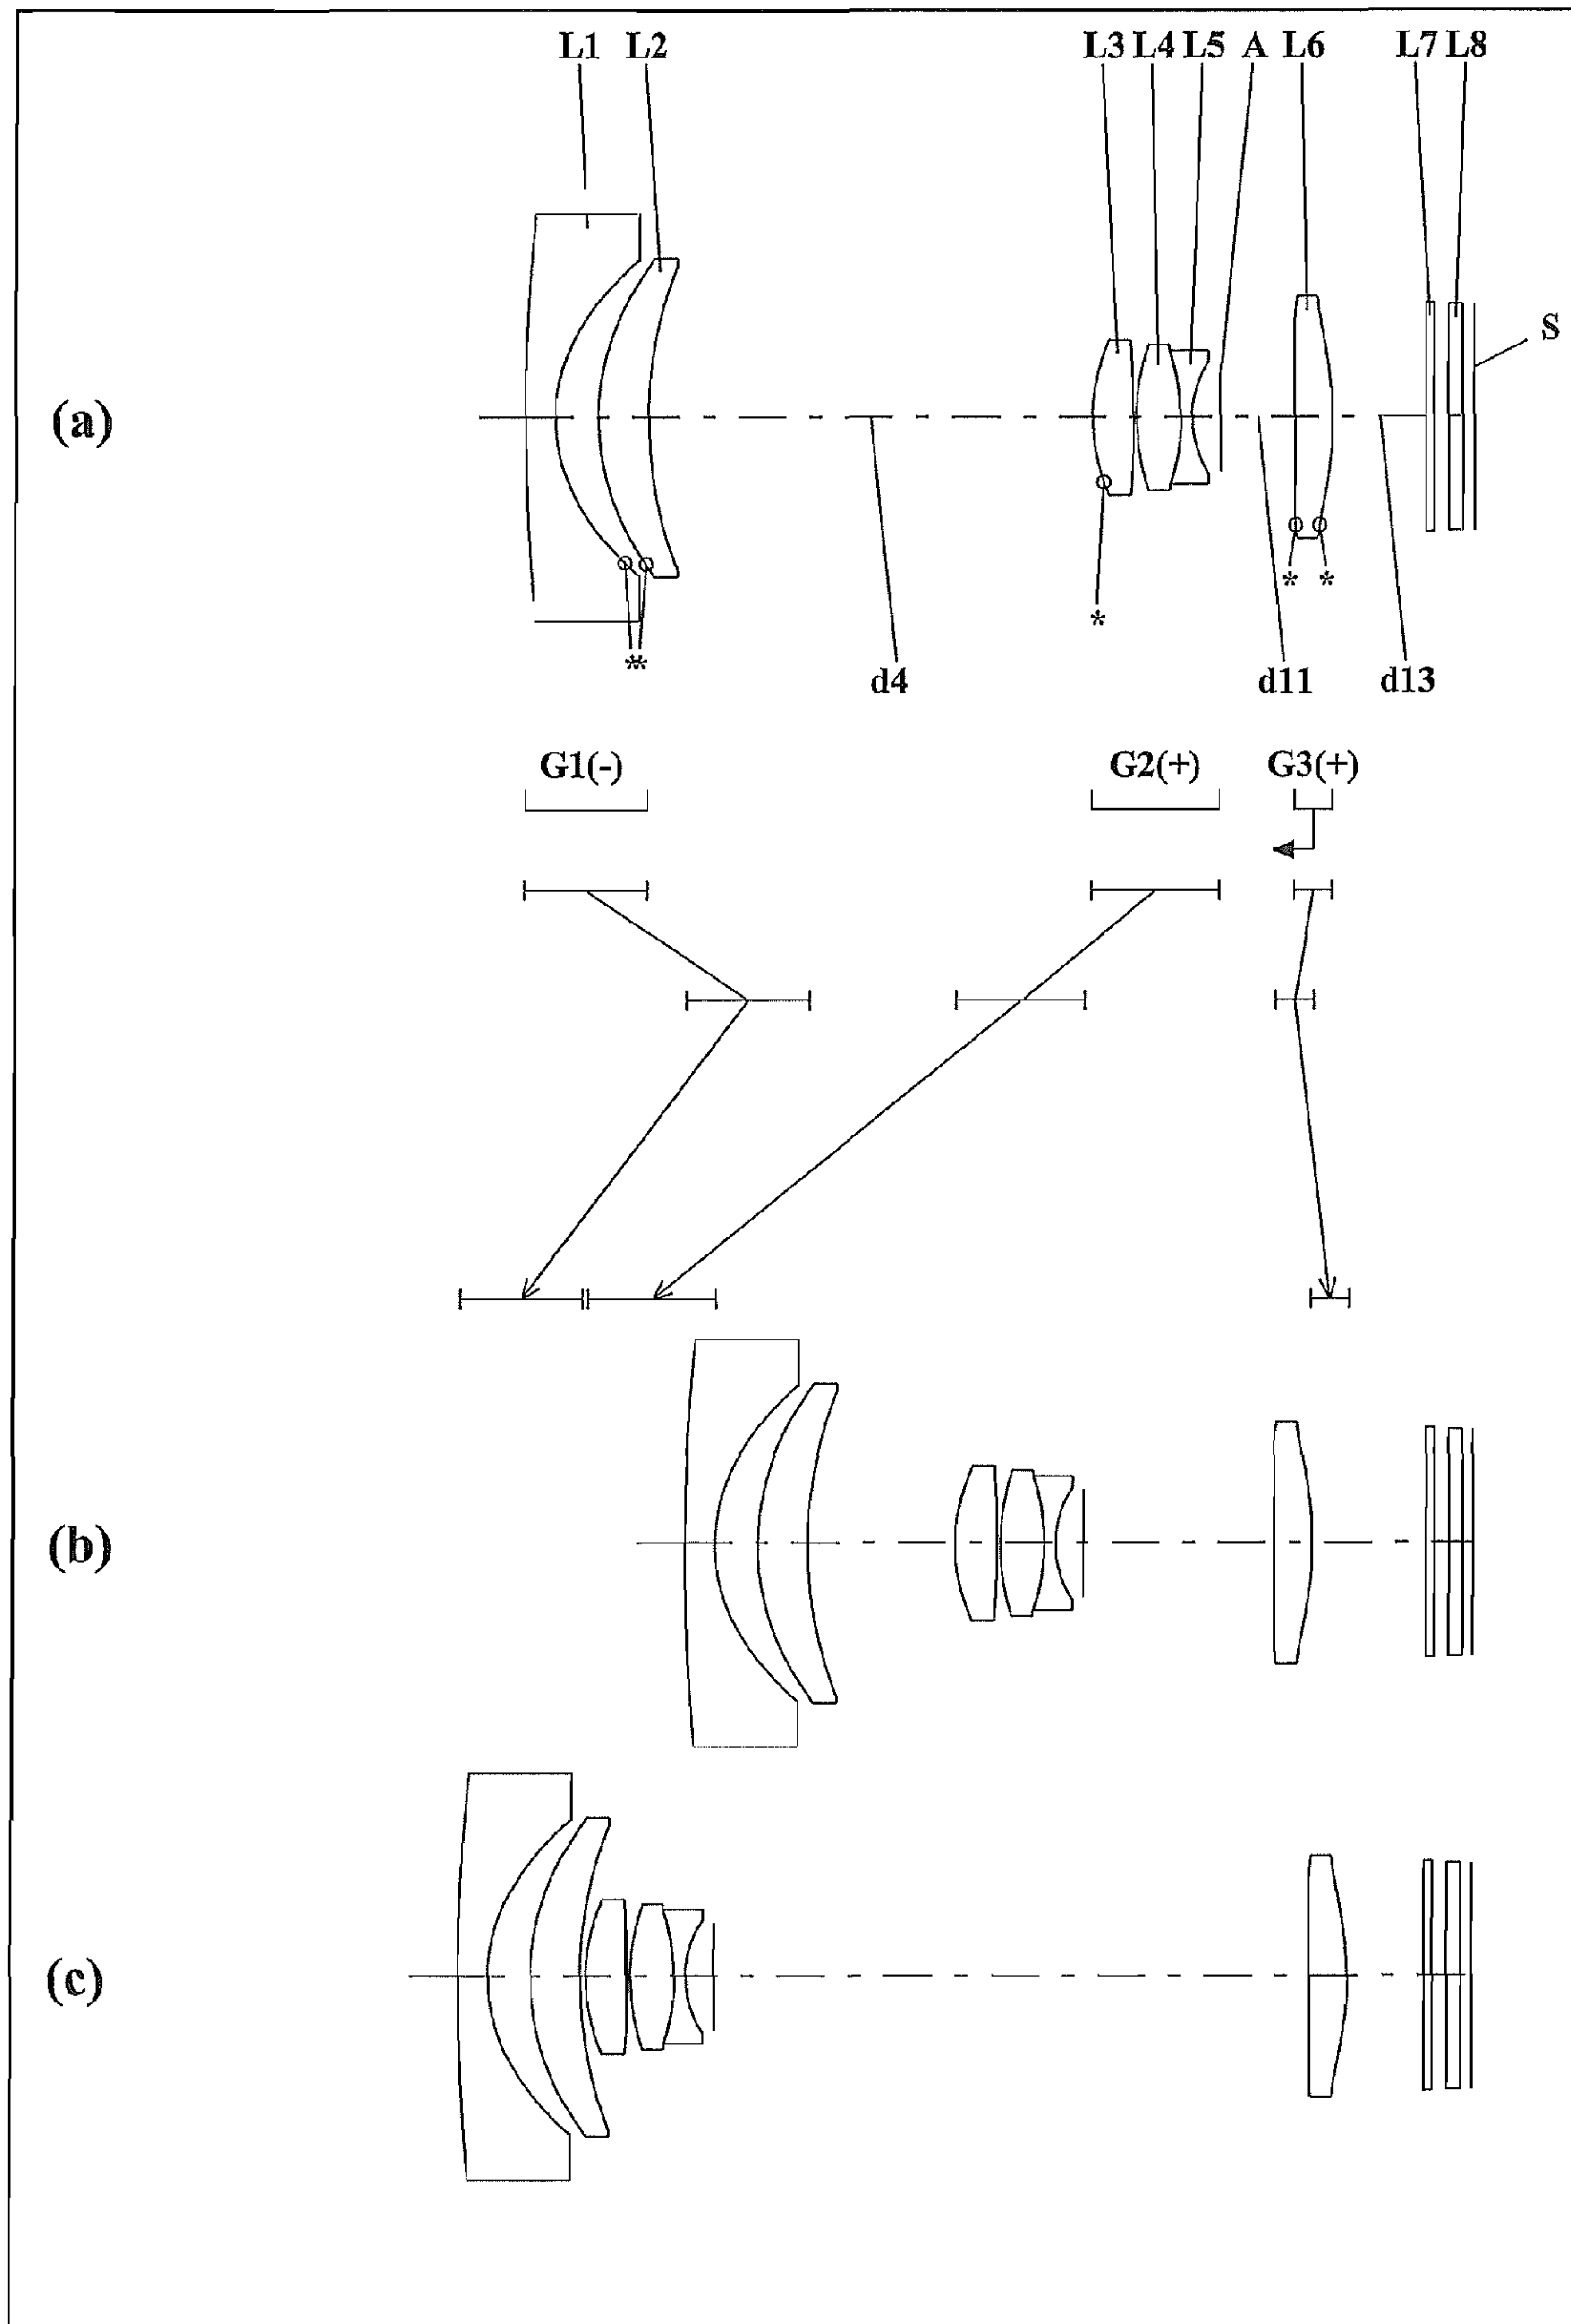 L1 L2 L3 L4 L5 A L6 L7 L8
S
(a)
* *
*
**
d4 d11 d13
G1(-) G2(+) G3(+)
(b)
(c)